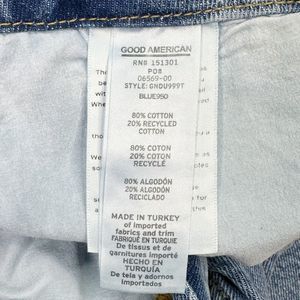 GOOD AMERICAN
RN# 151301
PO#
06569-00
STYLE: GNDU999T
BLUE950
80% COTTON
20% RECYCLED
COTTON
80% COTON
20% COTON
RECYCLÉ
80% ALGODÓN
20% ALGODÓN
RECICLADO
MADE IN TURKEY
of imported
fabrics and trim
FABRIQUÉ EN TURQUIE
De tissus et de
garnitures importé
HECHO EN
TURQUÍA
De tela y adornos
importados